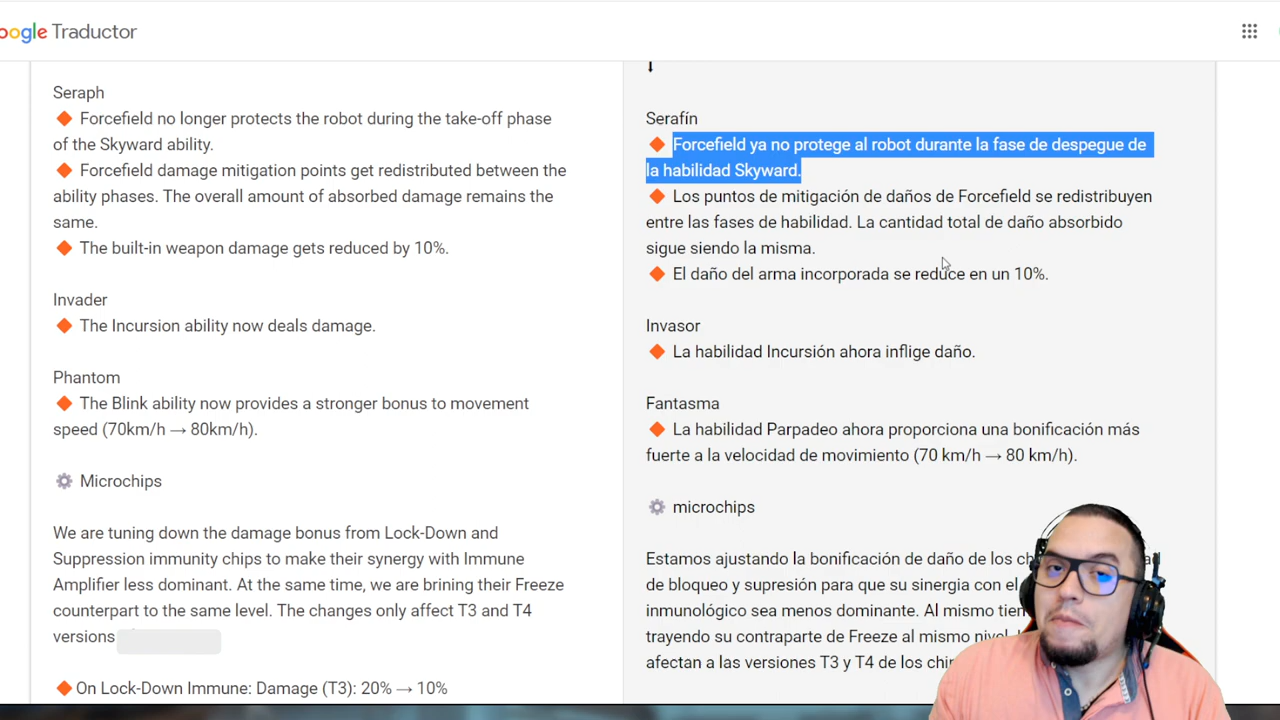 oogle Traductor
Seraph
Forcefield no longer protects the robot during the take-off phase
of the Skyward ability.
Forcefield damage mitigation points get redistributed between the
ability phases. The overall amount of absorbed damage remains the
same.
The built-in weapon damage gets reduced by 10%.
Invader
The Incursion ability now deals damage.
Phantom
The Blink ability now provides a stronger bonus to movement
speed (70km/h → 80km/h).
Microchips
We are tuning down the damage bonus from Lock-Down and
Suppression immunity chips to make their synergy with Immune
Amplifier less dominant. At the same time, we are brining their Freeze
counterpart to the same level. The changes only affect T3 and T4
versions
On Lock-Down Immune: Damage (T3): 20% → 10%
Serafín
Forcefield ya no protege al robot durante la fase de despegue de
la habilidad Skyward.
Los puntos de mitigación de daños de Forcefield se redistribuyen
entre las fases de habilidad. La cantidad total de daño absorbido
sigue siendo la misma.
El daño del arma incorporada se reduce en un 10%.
Invasor
La habilidad Incursión ahora inflige daño.
Fantasma
La habilidad Parpadeo ahora proporciona una bonificación más
fuerte a la velocidad de movimiento (70 km/h → 80 km/h).
microchips
Estamos ajustando la bonificación de daño de los
de bloqueo y supresión para que su sinergia con el
inmunológico sea menos dominante. Al mismo
trayendo su contraparte de Freeze al mismo
afectan a las versiones T3 y T4 de los